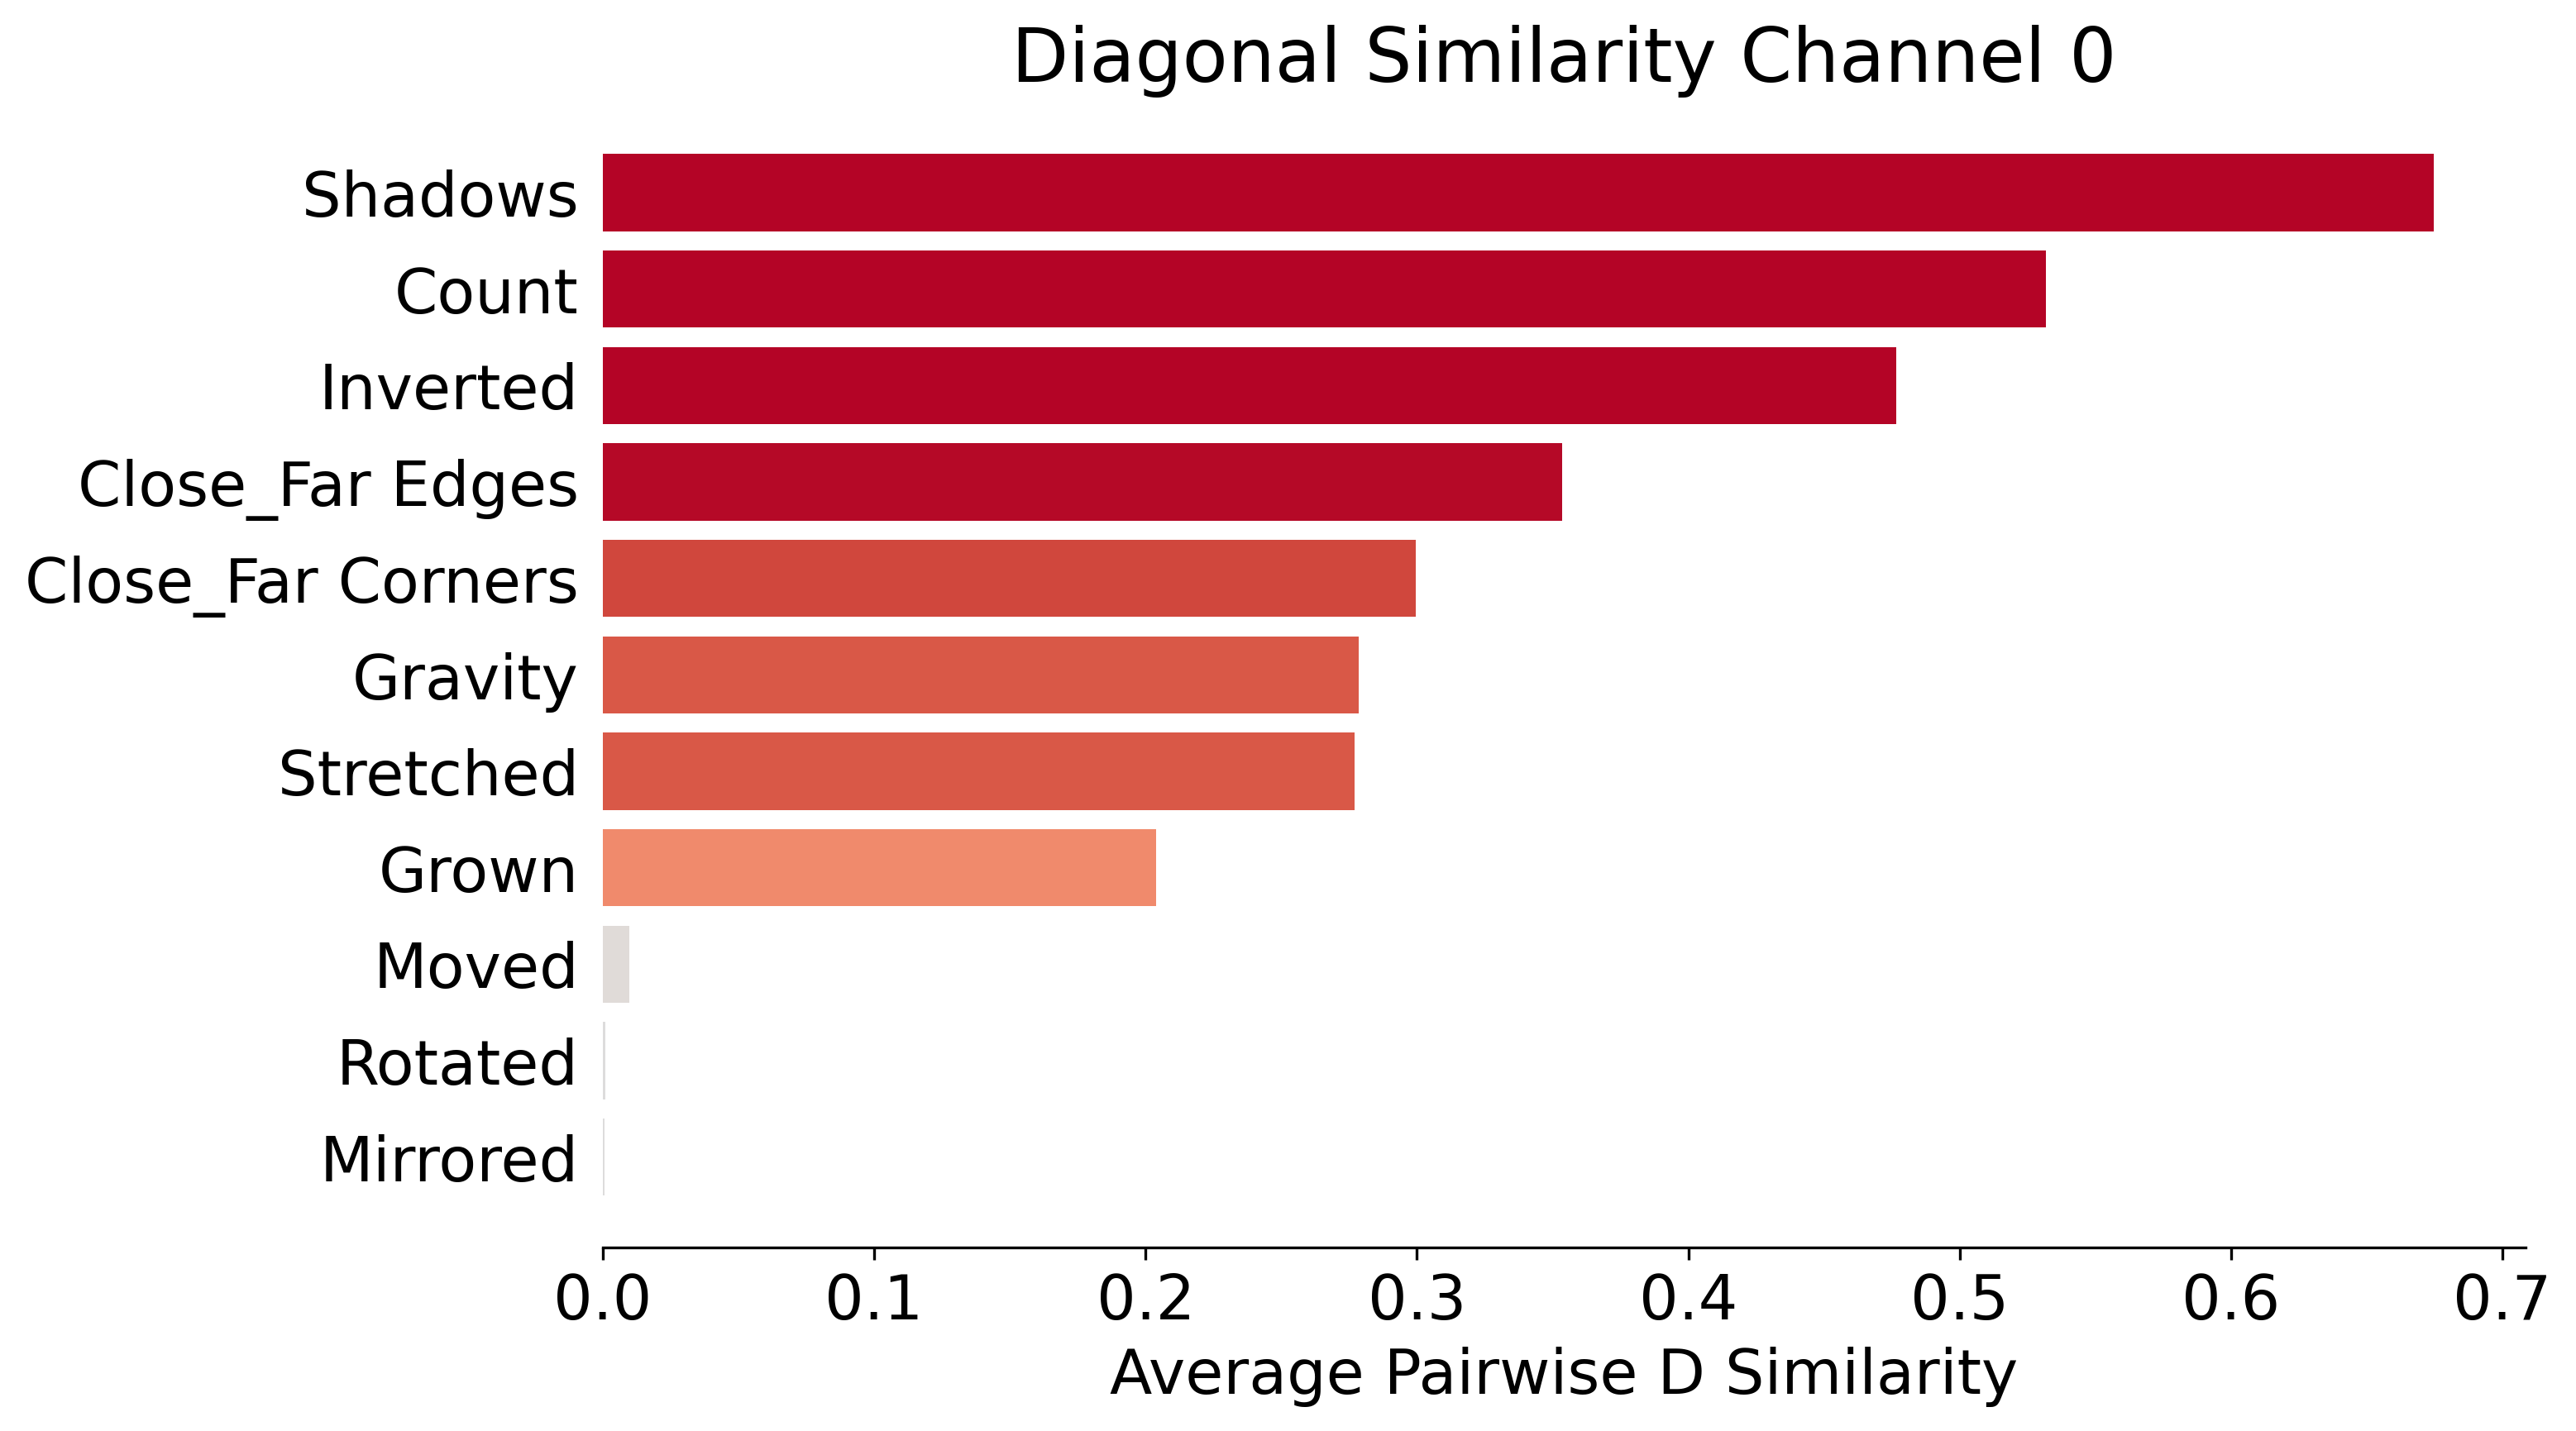 Diagonal Similarity Channel 0
Shadows
Count
Inverted
Close_Far Edges
Close_Far Corners
Gravity
Stretched
Grown
Moved
Rotated
Mirrored
0.0 0.1 0.2 0.3 0.4 0.5 0.6 0.7
Average Pairwise D Similarity